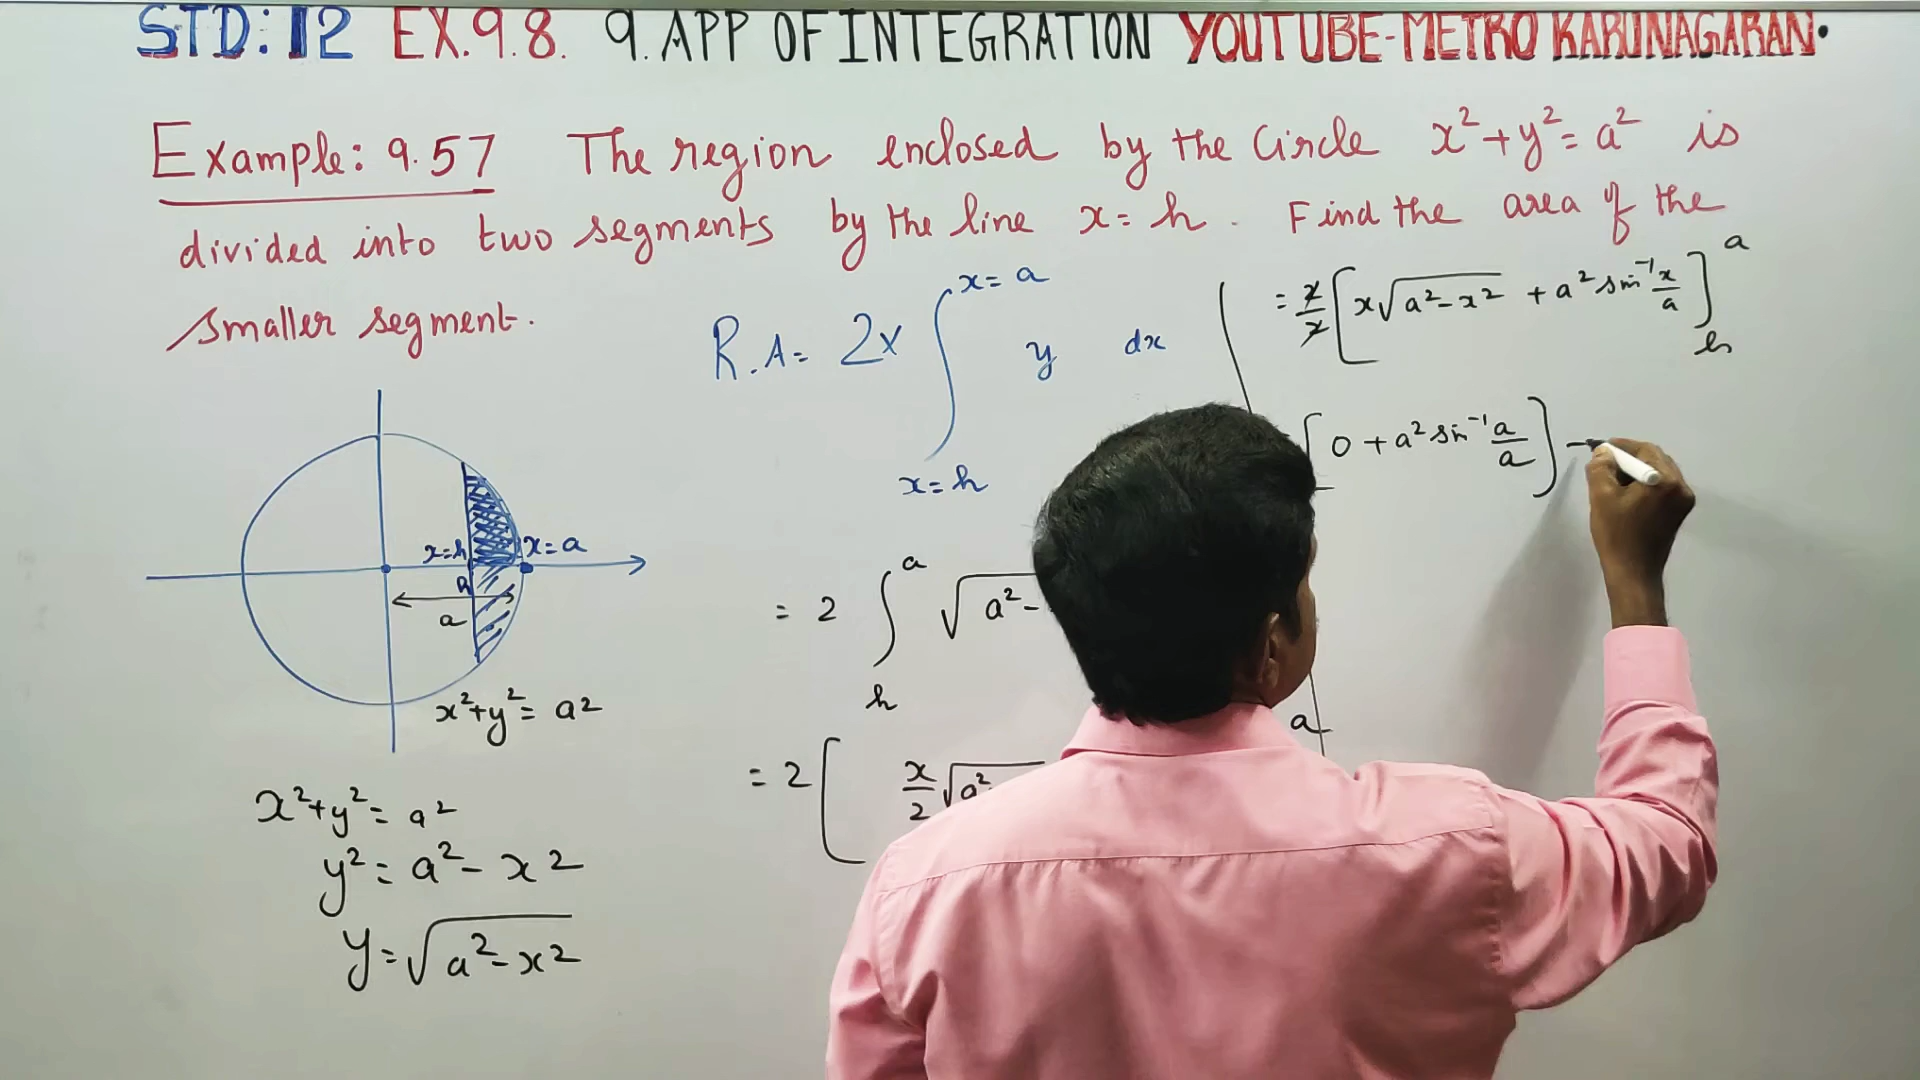 STD: 12 EX.9.8. 9. APP OF INTEGRATION YOUTUBE-METRO KARUNAGARAN.
Example: 9.57 The region enclosed by the Circle x²+y²=a² is
divided into two segments by the line x=h. Find the area of the
smaller segment.
x=h x=a
h
a
x²+y²=a²
x²+y²=a²
y²=a²-x²
y=√(a²-x²)
R.A= 2x ∫ y dx
x=a
x=h
= 2 ∫ √a²-
a
h
= 2 [ x/2 √a²
a
= 2/2 [ x√(a²-x²) + a² sin⁻¹ x/a ]
a
h
[ 0 + a² sin⁻¹ a/a ] -